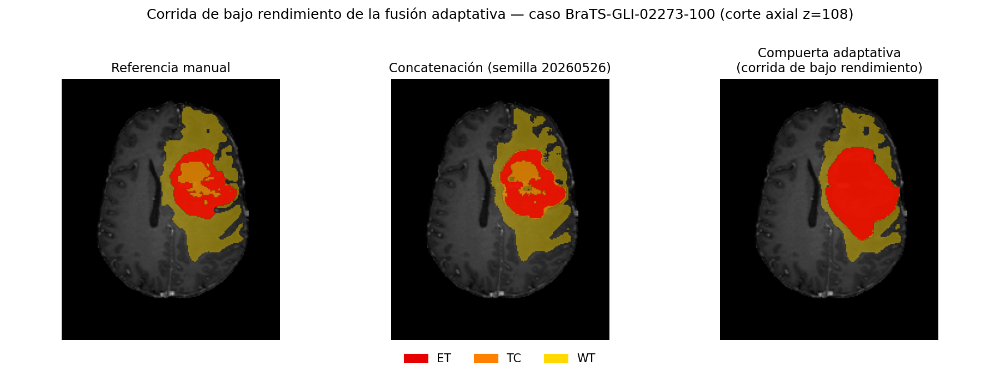 Corrida de bajo rendimiento de la fusión adaptativa — caso BraTS-GLI-02273-100 (corte axial z=108)
Referencia manual
Concatenación (semilla 20260526)
Compuerta adaptativa
(corrida de bajo rendimiento)
ET
TC
WT